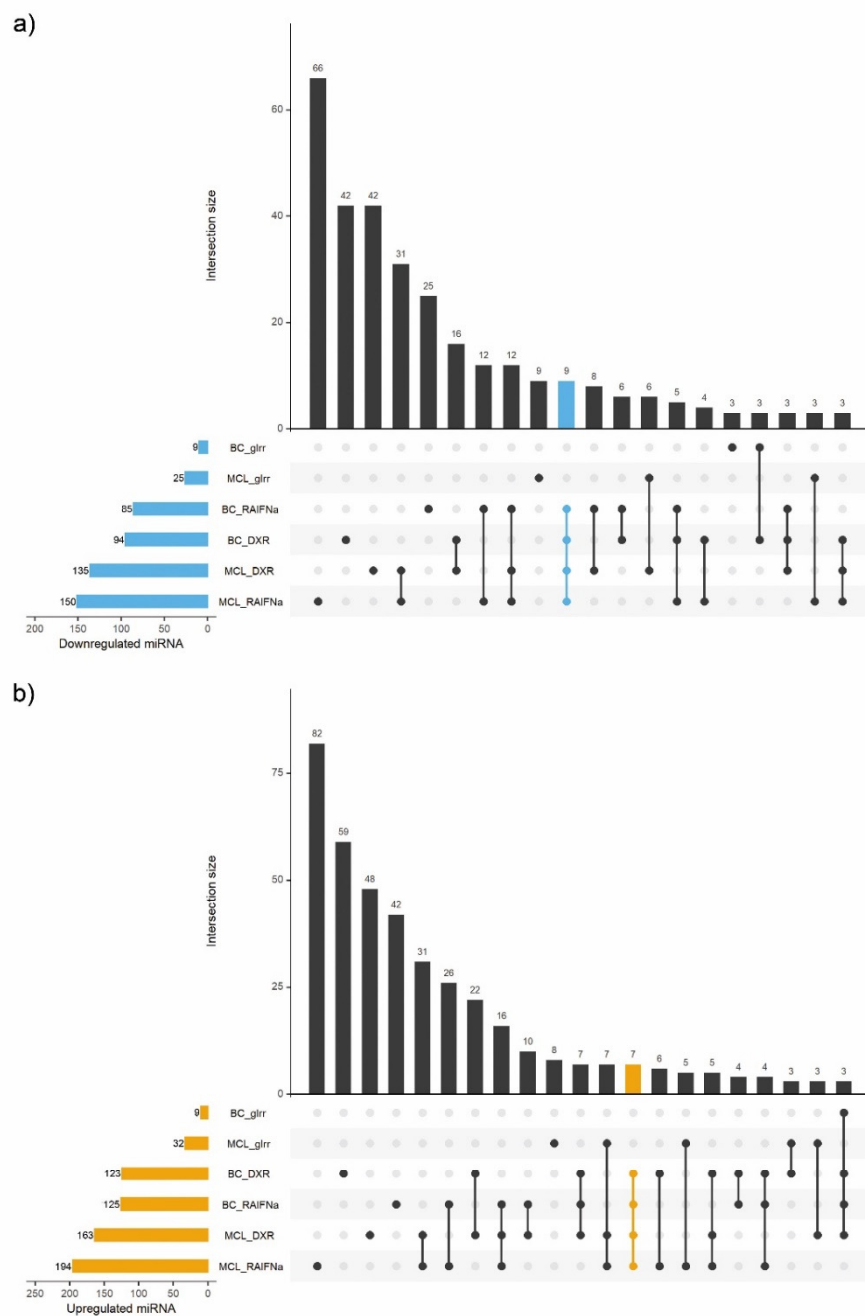 a)
66
60
42 42
40
31
25
20
16
12 12
9 9 8
6 6 5 4
3 3 3 3 3
0
Intersection size
9 BC_glrr
25 MCL_glrr
85 BC_RAIFNa
94 BC_DXR
135 MCL_DXR
150 MCL_RAIFNa
200 150 100 50 0
Downregulated miRNA
b)
82
75
59
50
48
42
31
26
25
22
16
10
8 7 7 7
6 5 5 4 4
3 3 3
0
Intersection size
9 BC_glrr
32 MCL_glrr
123 BC_DXR
125 BC_RAIFNa
163 MCL_DXR
194 MCL_RAIFNa
250 200 150 100 50 0
Upregulated miRNA